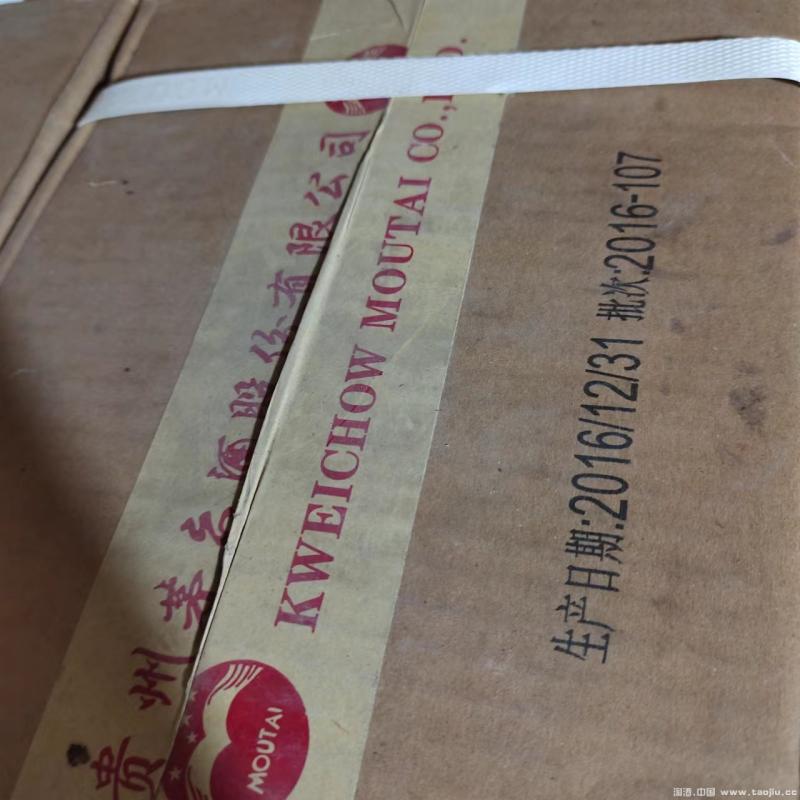 贵州茅台酒股份有限公司
KWEICHOW MOUTAI CO.,LTD.
MOUTAI
生产日期:2016/12/31 批次:2016-107
淘酒.中国 www.taojiu.cc